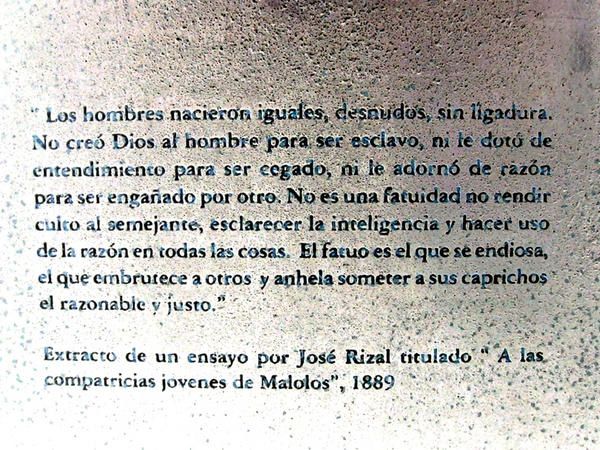 " Los hombres nacieron iguales, desnudos, sin ligadura.
No creó Dios al hombre para ser esclavo, ni le dotó de
entendimiento para ser cegado, ni le adornó de razón
para ser engañado por otro. No es una fatuidad no rendir
culto al semejante, esclarecer la inteligencia y hacer uso
de la razón en todas las cosas. El fatuo es el que se endiosa,
el que embrutece a otros y anhela someter a sus caprichos
el razonable y justo."
Extracto de un ensayo por José Rizal titulado " A las
compatricias jovenes de Malolos", 1889